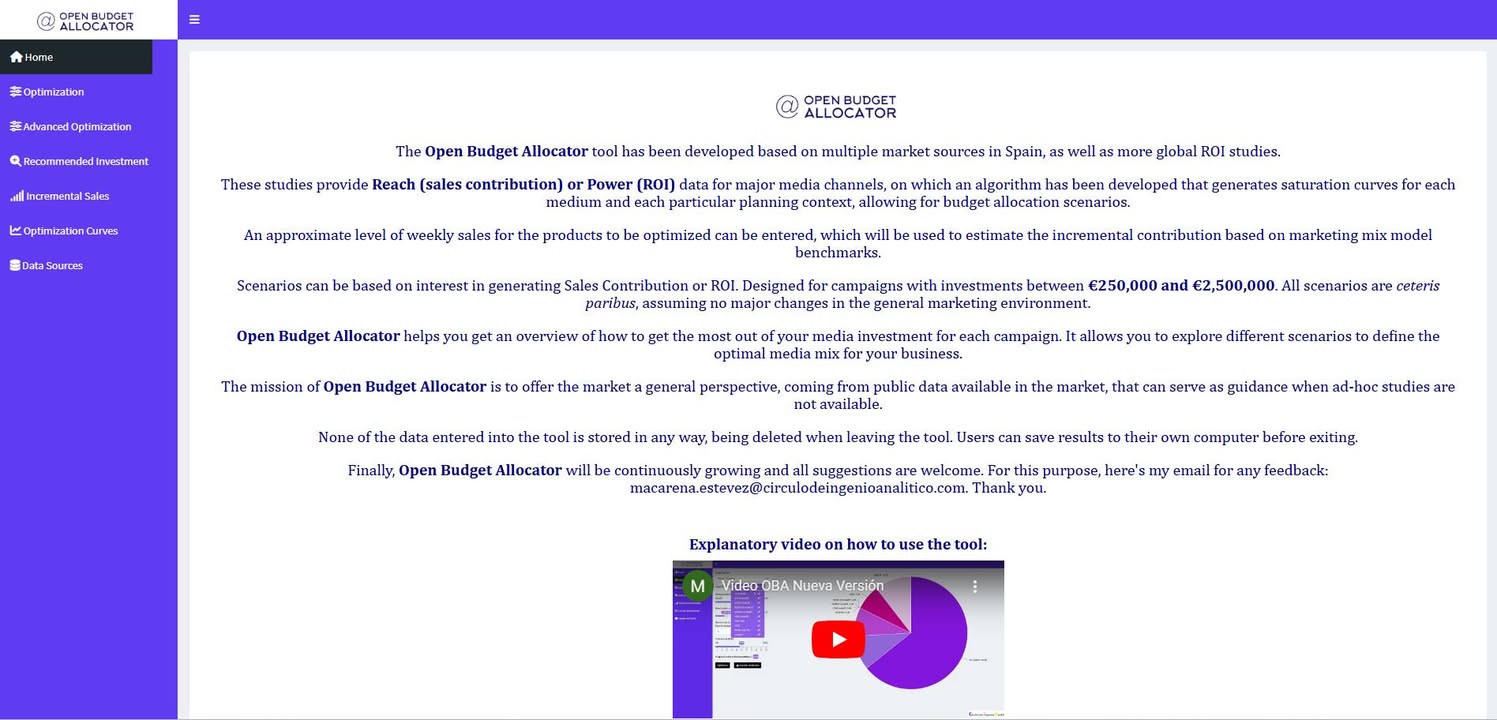 @ OPEN BUDGET
ALLOCATOR
Home
Optimization
Advanced Optimization
Recommended Investment
Incremental Sales
Optimization Curves
Data Sources
@ OPEN BUDGET
ALLOCATOR
The Open Budget Allocator tool has been developed based on multiple market sources in Spain, as well as more global ROI studies.
These studies provide Reach (sales contribution) or Power (ROI) data for major media channels, on which an algorithm has been developed that generates saturation curves for each
medium and each particular planning context, allowing for budget allocation scenarios.
An approximate level of weekly sales for the products to be optimized can be entered, which will be used to estimate the incremental contribution based on marketing mix model
benchmarks.
Scenarios can be based on interest in generating Sales Contribution or ROI. Designed for campaigns with investments between €250,000 and €2,500,000. All scenarios are ceteris
paribus, assuming no major changes in the general marketing environment.
Open Budget Allocator helps you get an overview of how to get the most out of your media investment for each campaign. It allows you to explore different scenarios to define the
optimal media mix for your business.
The mission of Open Budget Allocator is to offer the market a general perspective, coming from public data available in the market, that can serve as guidance when ad-hoc studies are
not available.
None of the data entered into the tool is stored in any way, being deleted when leaving the tool. Users can save results to their own computer before exiting.
Finally, Open Budget Allocator will be continuously growing and all suggestions are welcome. For this purpose, here's my email for any feedback:
macarena.estevez@circulodeingenioanalitico.com. Thank you.
Explanatory video on how to use the tool:
M
Video OBA Nueva Versión